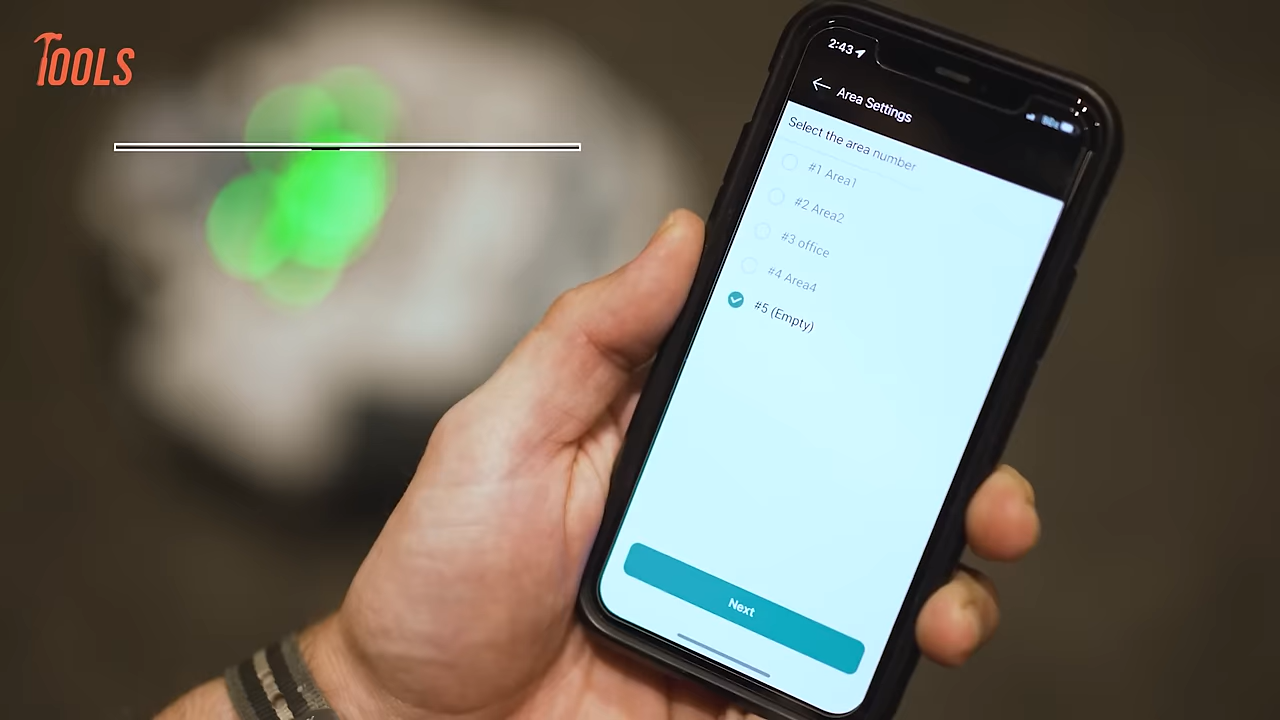 TOOLS
2:43
Area Settings
Select the area number
#1 Area1
#2 Area2
#3 office
#4 Area4
#5 (Empty)
Next